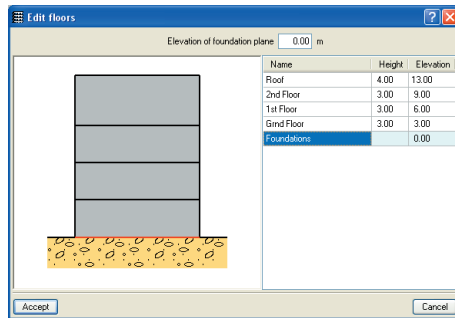 Edit floors
Elevation of foundation plane 0.00 m
Name Height Elevation
Roof 4.00 13.00
2nd Floor 3.00 9.00
1st Floor 3.00 6.00
Grnd Floor 3.00 3.00
Foundations 0.00
Accept Cancel